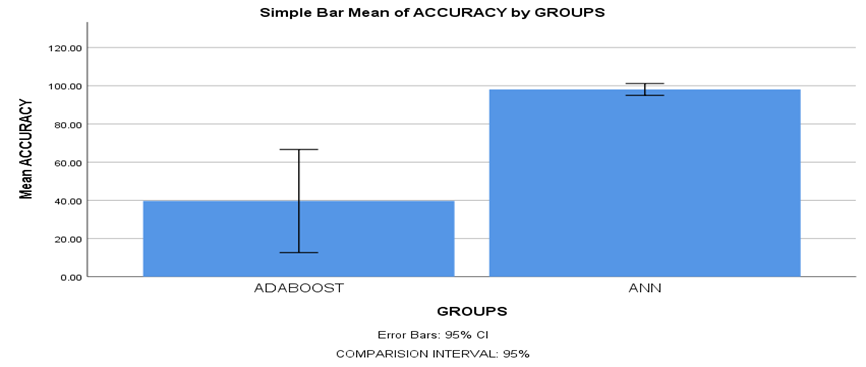 Simple Bar Mean of ACCURACY by GROUPS
Mean ACCURACY
120.00
100.00
80.00
60.00
40.00
20.00
0.00
ADABOOST
ANN
GROUPS
Error Bars: 95% CI
COMPARISION INTERVAL: 95%